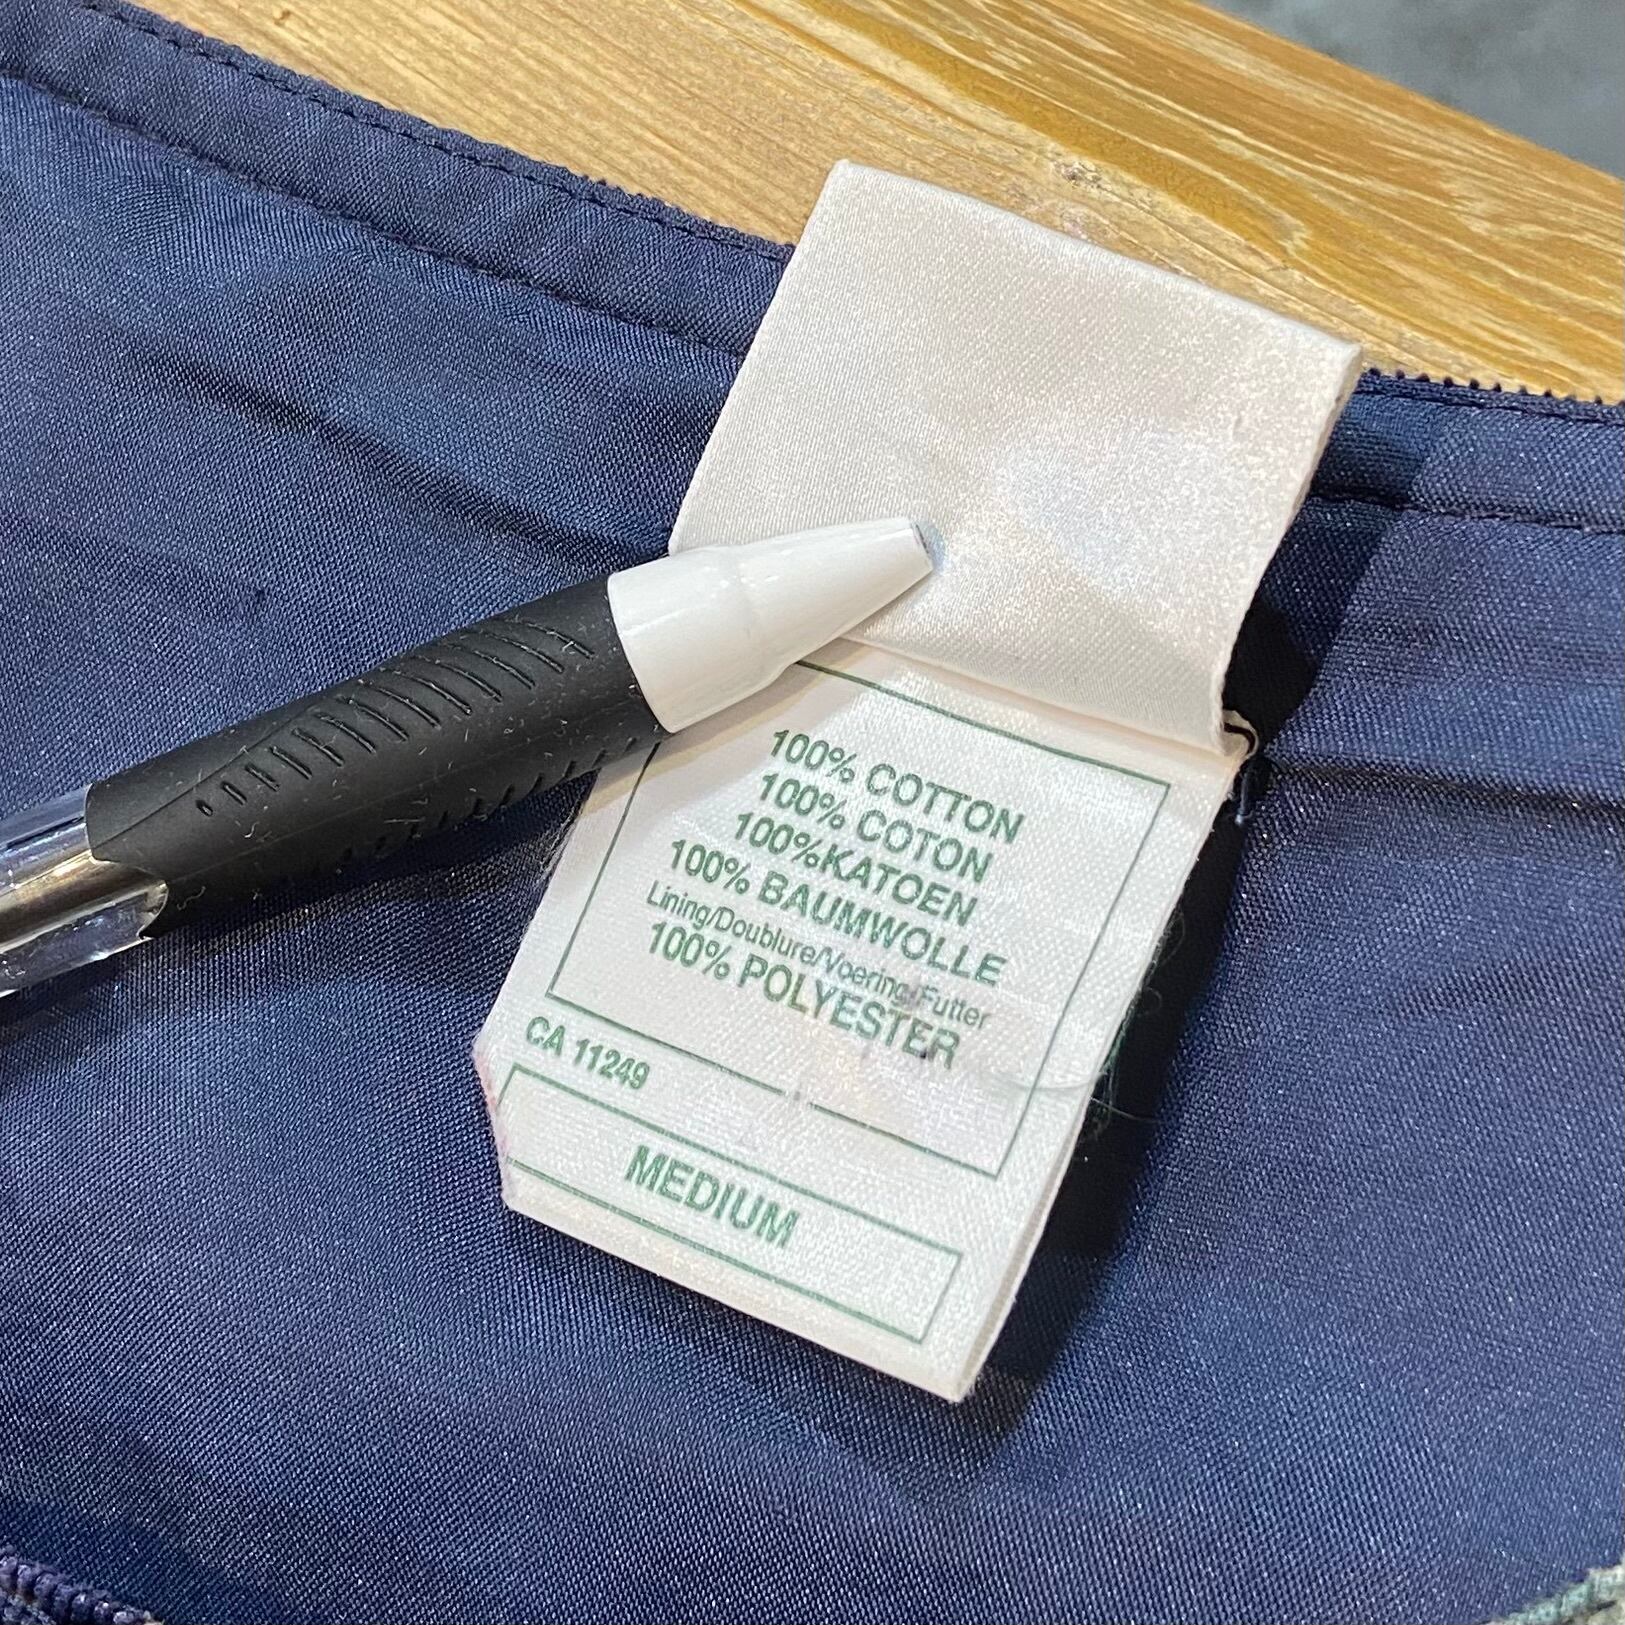 100% COTTON
100% COTON
100%KATOEN
100% BAUMWOLLE
Lining/Doublure/Voering/Futter
100% POLYESTER
CA 11249
MEDIUM